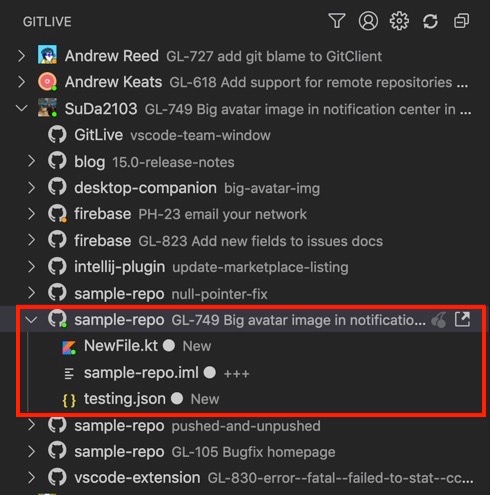 GITLIVE
Andrew Reed GL-727 add git blame to GitClient
Andrew Keats GL-618 Add support for remote repositories ...
SuDa2103 GL-749 Big avatar image in notification center in ...
GitLive vscode-team-window
blog 15.0-release-notes
desktop-companion big-avatar-img
firebase PH-23 email your network
firebase GL-823 Add new fields to issues docs
intellij-plugin update-marketplace-listing
sample-repo null-pointer-fix
sample-repo GL-749 Big avatar image in notificatio...
NewFile.kt New
sample-repo.iml +++
{ } testing.json New
sample-repo pushed-and-unpushed
sample-repo GL-105 Bugfix homepage
vscode-extension GL-830-error--fatal--failed-to-stat--cc...